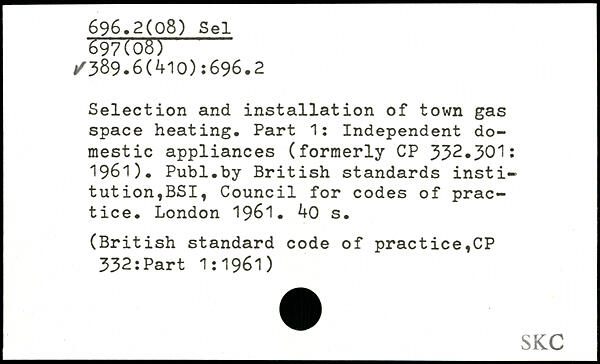 696.2(08) Sel
697(08)
✓389.6(410):696.2
Selection and installation of town gas
space heating. Part 1: Independent do-
mestic appliances (formerly CP 332.301:
1961). Publ.by British standards insti-
tution,BSI, Council for codes of prac-
tice. London 1961. 40 s.
(British standard code of practice,CP
332:Part 1:1961)
SKC